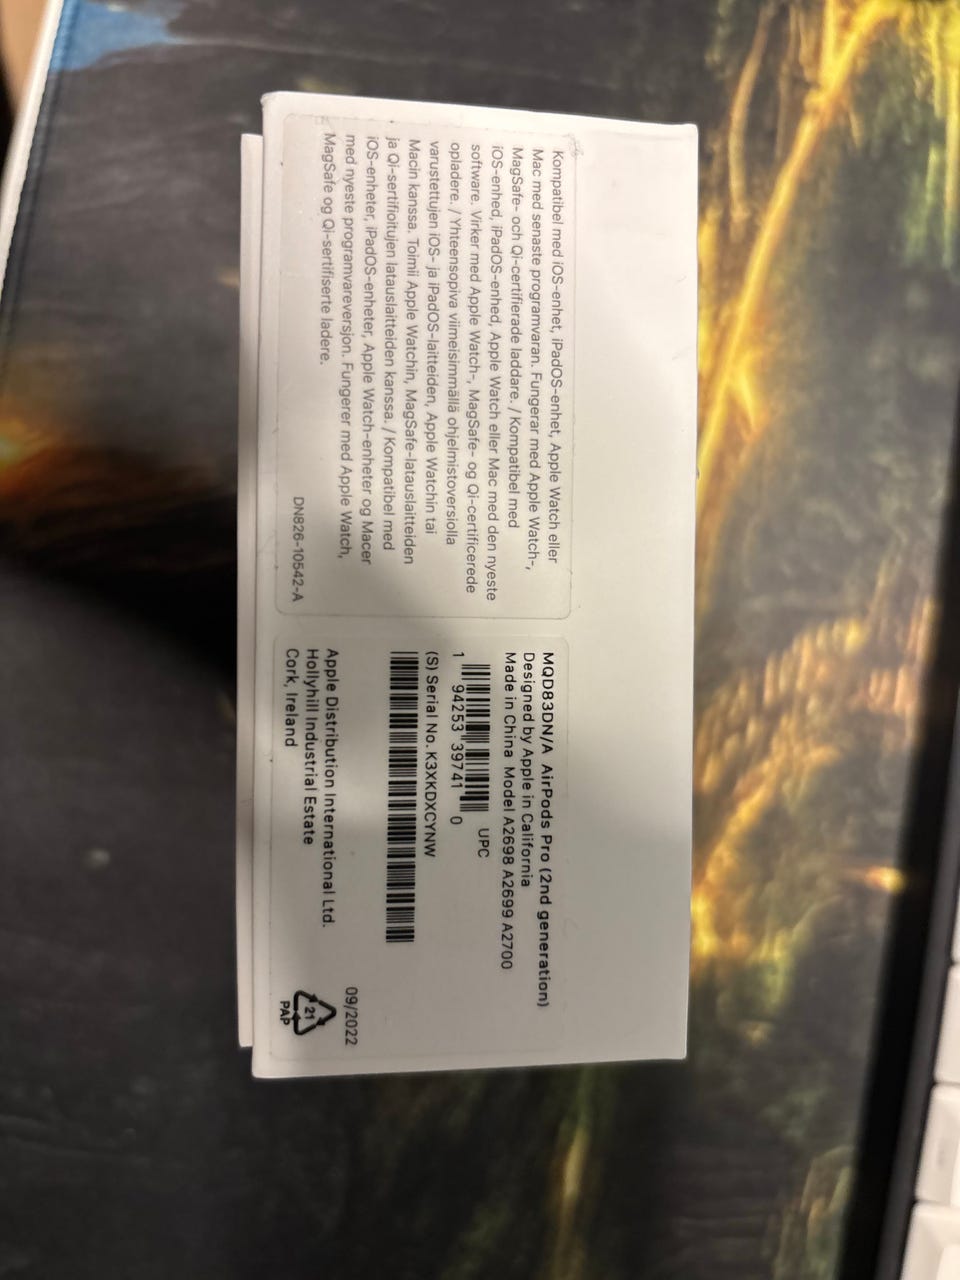 Kompatibel med iOS-enhet, iPadOS-enhet, Apple Watch eller
Mac med senaste programvaran. Fungerar med Apple Watch-,
MagSafe- och Qi-certifierade laddare. / Kompatibel med
iOS-enhed, iPadOS-enhed, Apple Watch eller Mac med den nyeste
software. Virker med Apple Watch-, MagSafe- og Qi-certificerede
opladere. / Yhteensopiva viimeisimmällä ohjelmistoversiolla
varustettujen iOS- ja iPadOS-laitteiden, Apple Watchin tai
Macin kanssa. Toimii Apple Watchin, MagSafe-latauslaitteiden
ja Qi-sertifioitujen latauslaitteiden kanssa. / Kompatibel med
iOS-enheter, iPadOS-enheter, Apple Watch-enheter og Macer
med nyeste programvareversjon. Fungerer med Apple Watch,
MagSafe og Qi-sertifiserte ladere.
DN826-10542-A
MQD83DN/A AirPods Pro (2nd generation)
Designed by Apple in California
Made in China Model A2698 A2699 A2700
UPC
1 94253 39741 0
(S) Serial No. K3XKDXCYNW
09/2022
Apple Distribution International Ltd.
Hollyhill Industrial Estate
Cork, Ireland
21
PAP